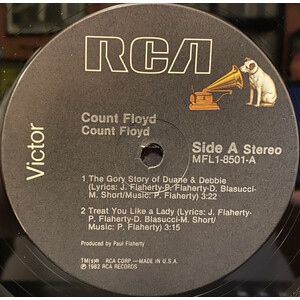 RCA
Victor
Count Floyd
Count Floyd
Side A Stereo
MFL1-8501-A
1 The Gory Story of Duane & Debbie
(Lyrics: J. Flaherty-P. Flaherty-D. Blasucci-
M. Short/Music: P. Flaherty) 3:22
2 Treat You Like a Lady (Lyrics: J. Flaherty-
P. Flaherty-D. Blasucci-M. Short/
Music: P. Flaherty) 3:15
Produced by Paul Flaherty
RCA CORP.—MADE IN U.S.A.
℗ 1982 RCA RECORDS